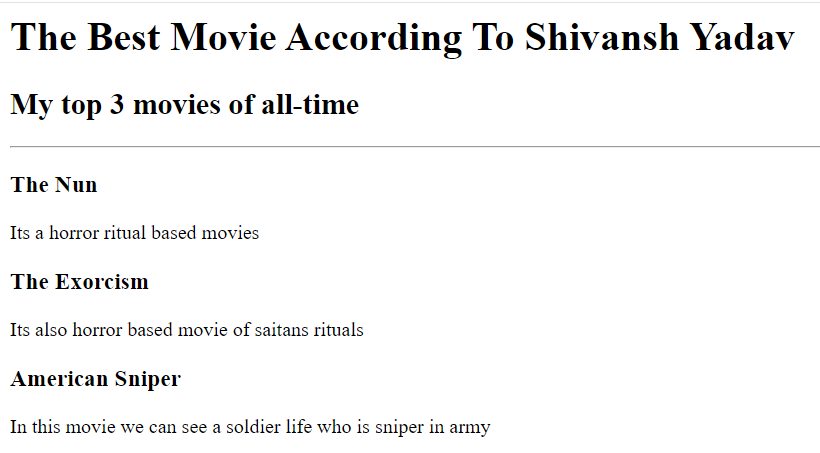 The Best Movie According To Shivansh Yadav
My top 3 movies of all-time
The Nun
Its a horror ritual based movies
The Exorcism
Its also horror based movie of saitans rituals
American Sniper
In this movie we can see a soldier life who is sniper in army